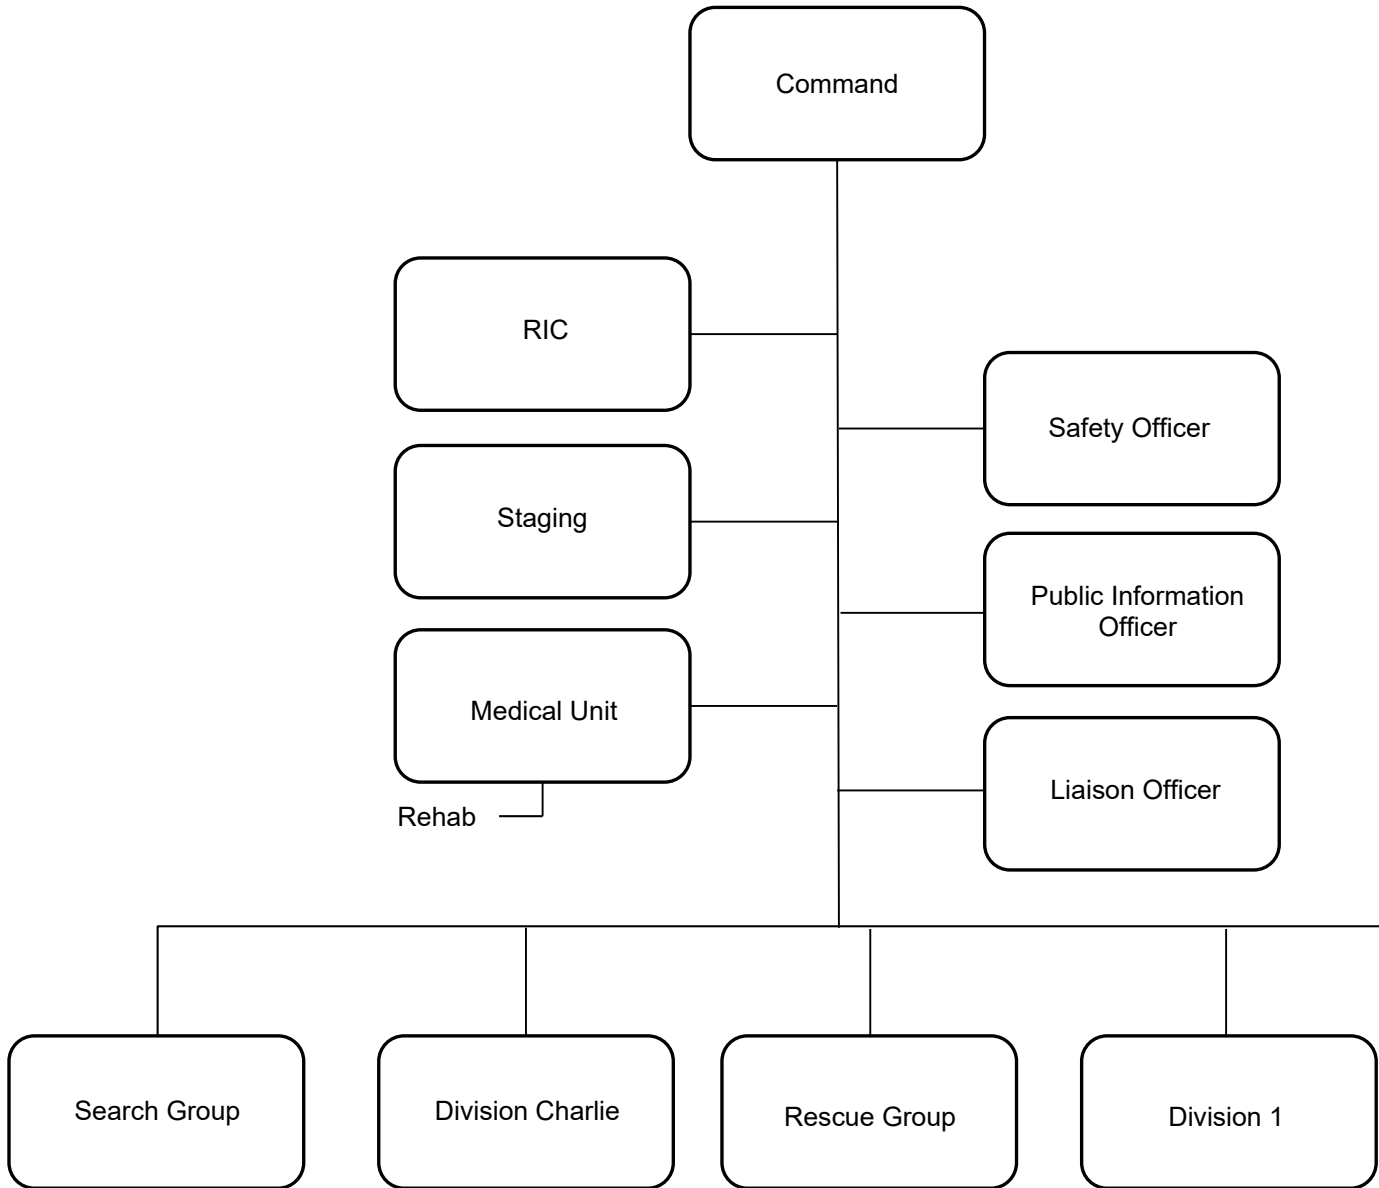 Command
RIC
Safety Officer
Staging
Public Information
Officer
Medical Unit
Liaison Officer
Rehab
Search Group
Division Charlie
Rescue Group
Division 1